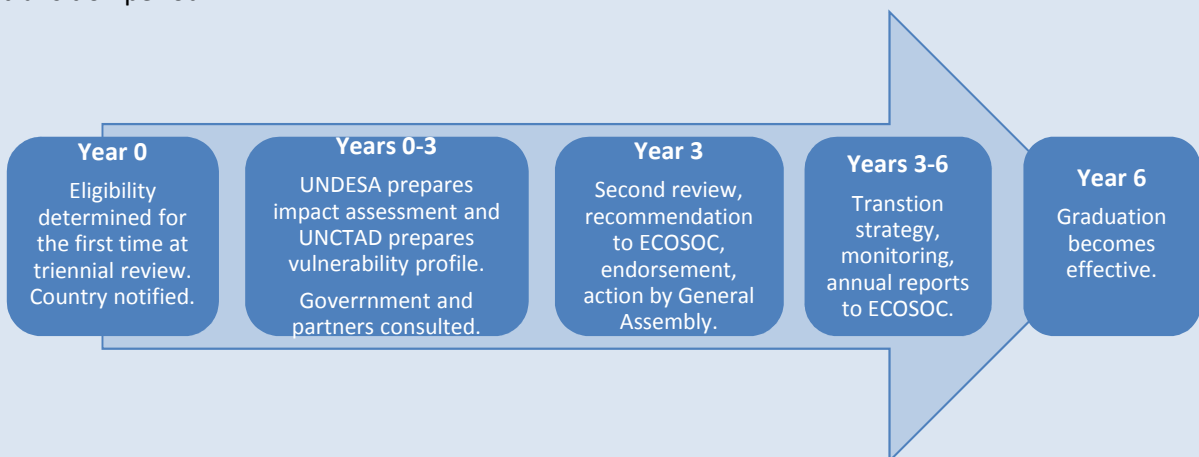 Year 0
Eligibility
determined for
the first time at
triennial review.
Country notified.
Years 0-3
UNDESA prepares
impact assessment and
UNCTAD prepares
vulnerability profile.
Goverrnment and
partners consulted.
Year 3
Second review,
recommendation
to ECOSOC,
endorsement,
action by General
Assembly.
Years 3-6
Transtion
strategy,
monitoring,
annual reports
to ECOSOC.
Year 6
Graduation
becomes
effective.